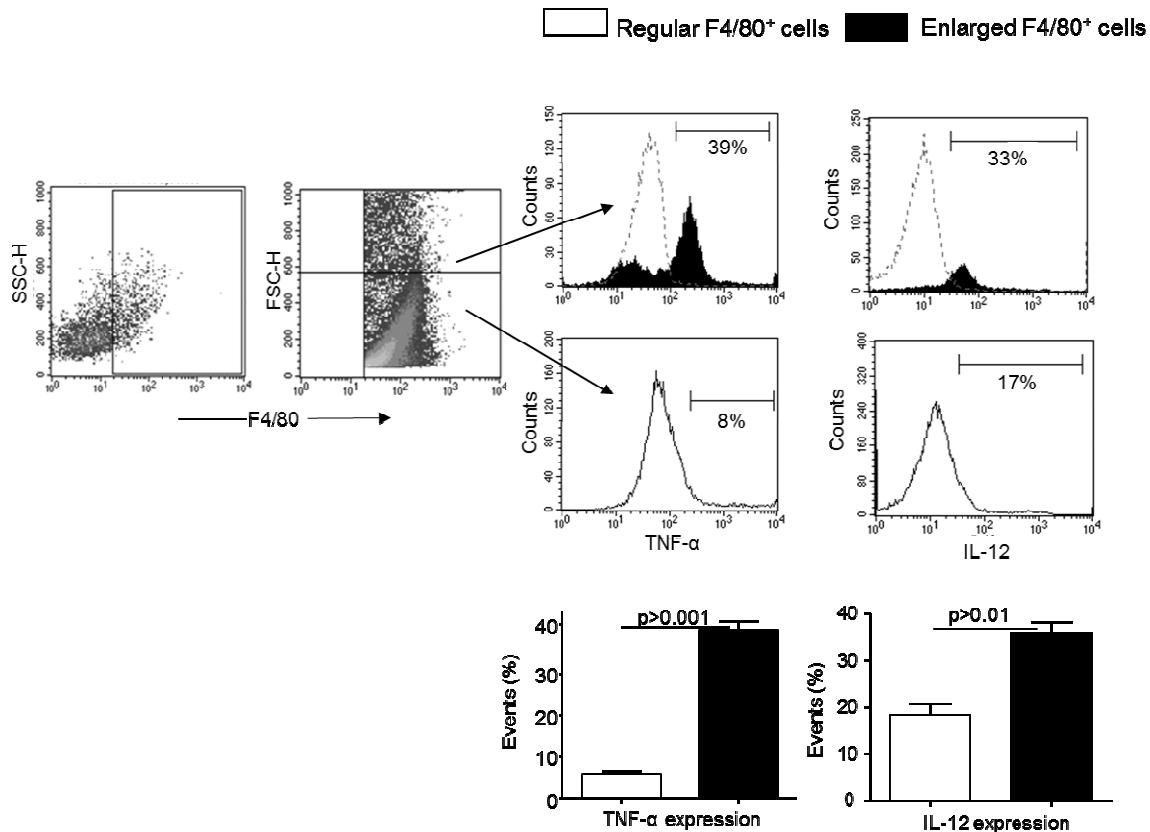 Regular F4/80⁺ cells
Enlarged F4/80⁺ cells
SSC-H
0 200 400 600 800 1000
10⁰ 10¹ 10² 10³ 10⁴
FSC-H
0 200 400 600 800 1000
10⁰ 10¹ 10² 10³ 10⁴
F4/80
Counts
0 30 60 90 120 150
39%
10⁰ 10¹ 10² 10³ 10⁴
Counts
0 50 100 150 200 250
33%
10⁰ 10¹ 10² 10³ 10⁴
Counts
0 40 80 120 160 200
8%
10⁰ 10¹ 10² 10³ 10⁴
TNF-α
Counts
0 80 160 240 320 400
17%
10⁰ 10¹ 10² 10³ 10⁴
IL-12
Events (%)
40
30
20
10
0
p>0.001
TNF-α expression
Events (%)
40
30
20
10
0
p>0.01
IL-12 expression